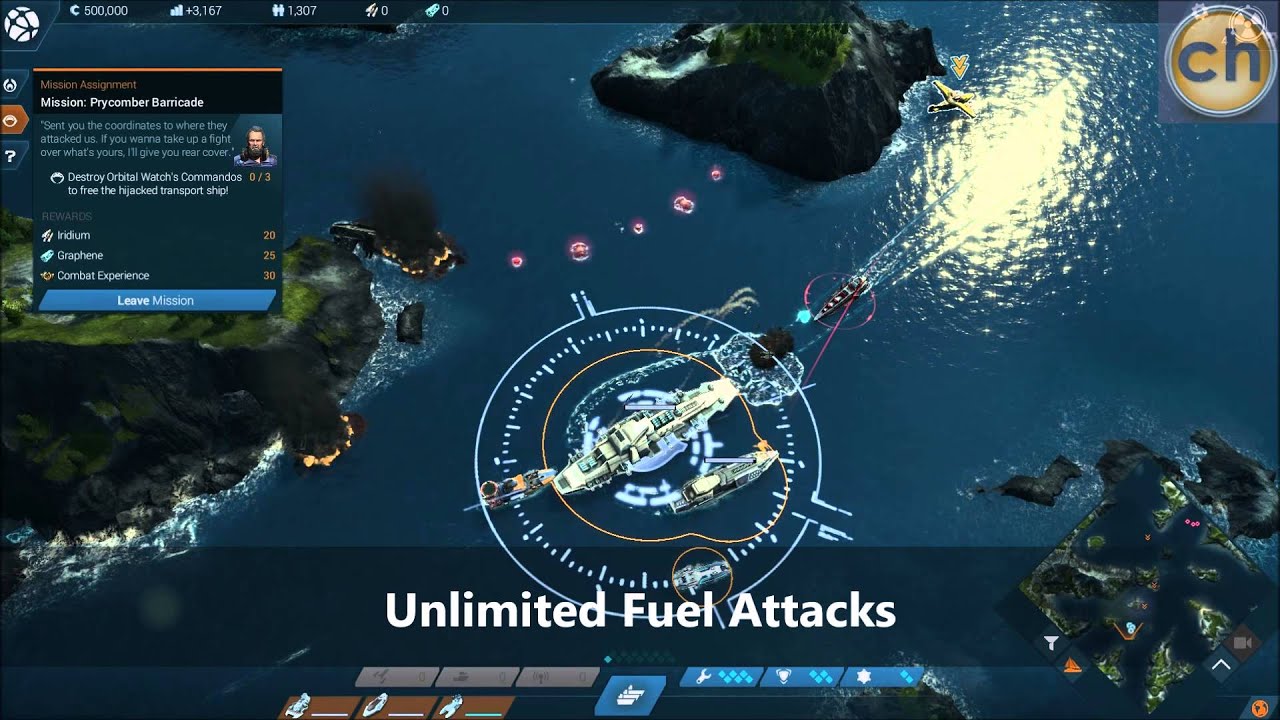 500,000
+3,167
1,307
0
0
ch
Mission Assignment
Mission: Prycomber Barricade
"Sent you the coordinates to where they
attacked us. If you wanna take up a fight
over what's yours, I'll give you rear cover."
Destroy Orbital Watch's Commandos 0 / 3
to free the hijacked transport ship!
REWARDS
Iridium 20
Graphene 25
Combat Experience 30
Leave Mission
?
Unlimited Fuel Attacks
0
0
0